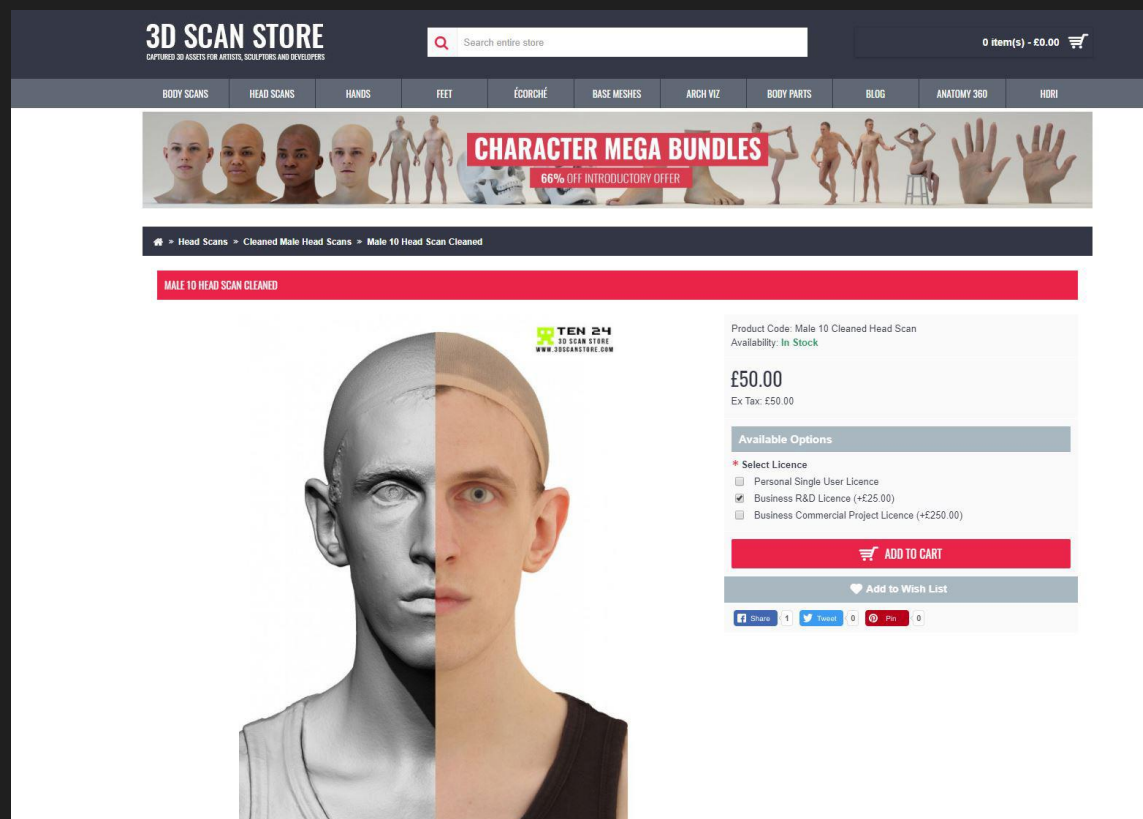 3D SCAN STORE
CAPTURED 3D ASSETS FOR ARTISTS, SCULPTORS AND DEVELOPERS
Search entire store
0 item(s) - £0.00
BODY SCANS HEAD SCANS HANDS FEET ÉCORCHÉ BASE MESHES ARCH VIZ BODY PARTS BLOG ANATOMY 360 HDRI
CHARACTER MEGA BUNDLES
66% OFF INTRODUCTORY OFFER
» Head Scans » Cleaned Male Head Scans » Male 10 Head Scan Cleaned
MALE 10 HEAD SCAN CLEANED
TEN 24
3D SCAN STORE
WWW.3DSCANSTORE.COM
Product Code: Male 10 Cleaned Head Scan
Availability: In Stock
£50.00
Ex Tax: £50.00
Available Options
* Select Licence
Personal Single User Licence
Business R&D Licence (+£25.00)
Business Commercial Project Licence (+£250.00)
ADD TO CART
Add to Wish List
Share 1 Tweet 0 Pin 0